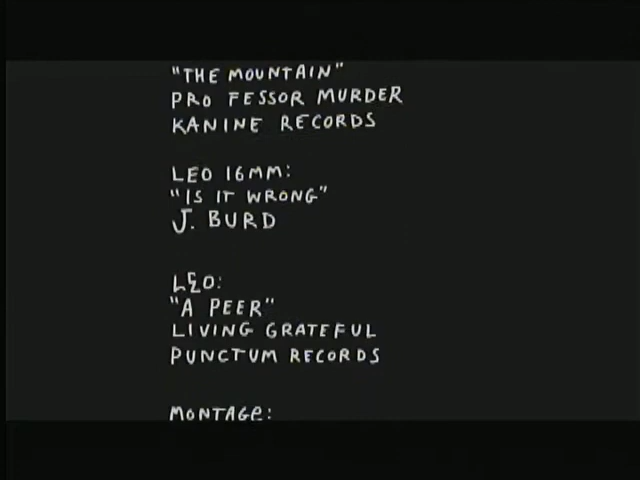 "THE MOUNTAIN"
PRO FESSOR MURDER
KANINE RECORDS
LEO 16MM:
"IS IT WRONG"
J. BURD
LEO:
"A PEER"
LIVING GRATEFUL
PUNCTUM RECORDS
MONTAGe: